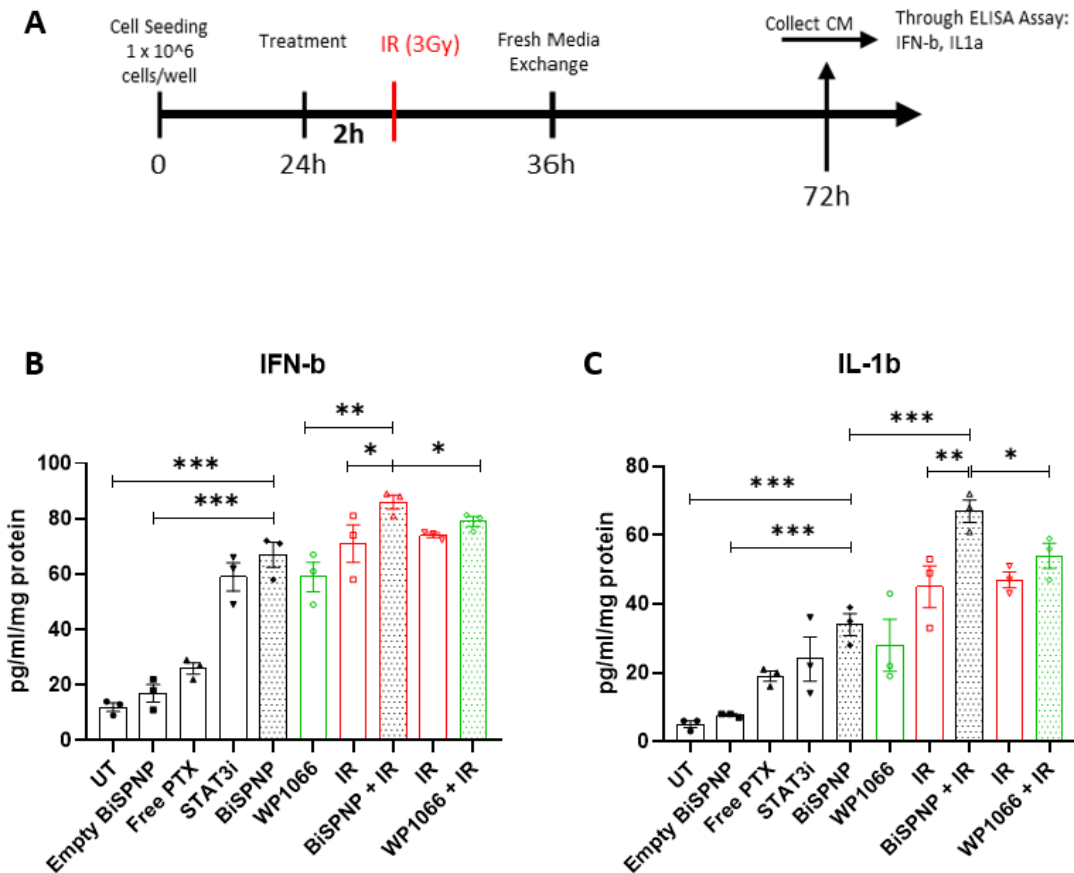 A
Cell Seeding
1 x 10^6
cells/well
Treatment
IR (3Gy)
Fresh Media
Exchange
Collect CM
Through ELISA Assay:
IFN-b, IL1a
2h
0
24h
36h
72h
B
IFN-b
pg/ml/mg protein
100
80
60
40
20
0
***
***
**
*
*
UT
Empty BiSPNP
Free PTX
STAT3i
BiSPNP
WP1066
IR
BiSPNP + IR
IR
WP1066 + IR
C
IL-1b
pg/ml/mg protein
80
60
40
20
0
***
***
***
**
*
UT
Empty BiSPNP
Free PTX
STAT3i
BiSPNP
WP1066
IR
BiSPNP + IR
IR
WP1066 + IR